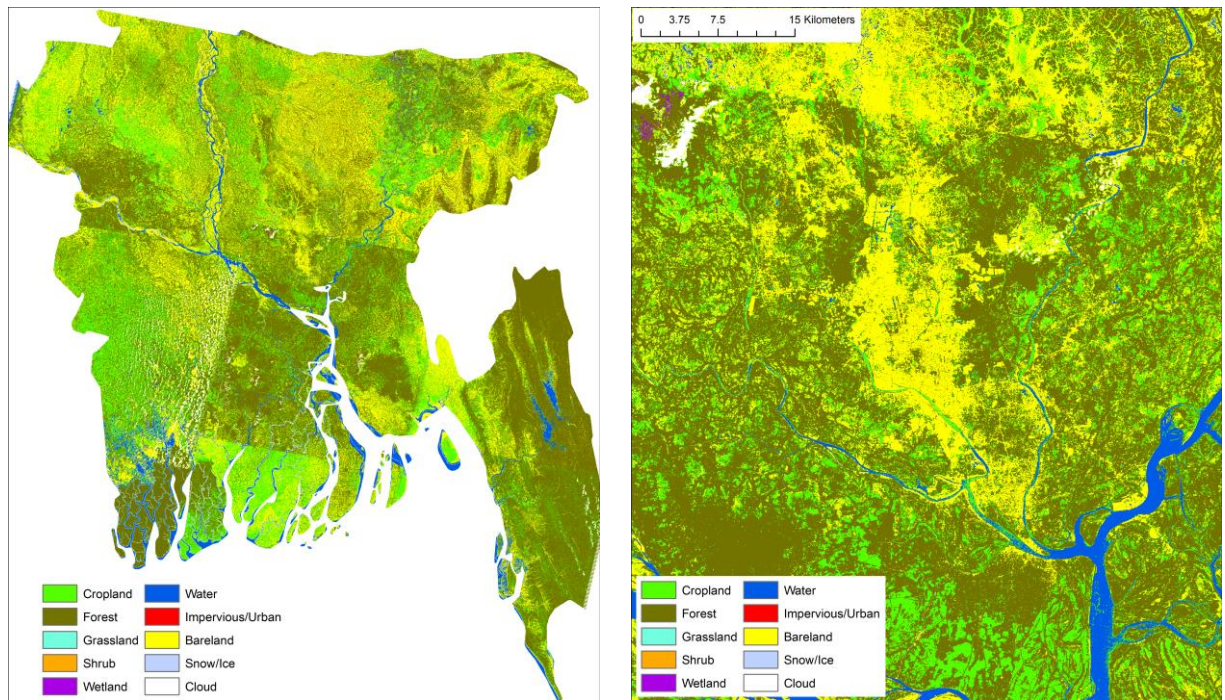 Cropland Water
Forest Impervious/Urban
Grassland Bareland
Shrub Snow/Ice
Wetland Cloud
0 3.75 7.5 15 Kilometers
Cropland Water
Forest Impervious/Urban
Grassland Bareland
Shrub Snow/Ice
Wetland Cloud